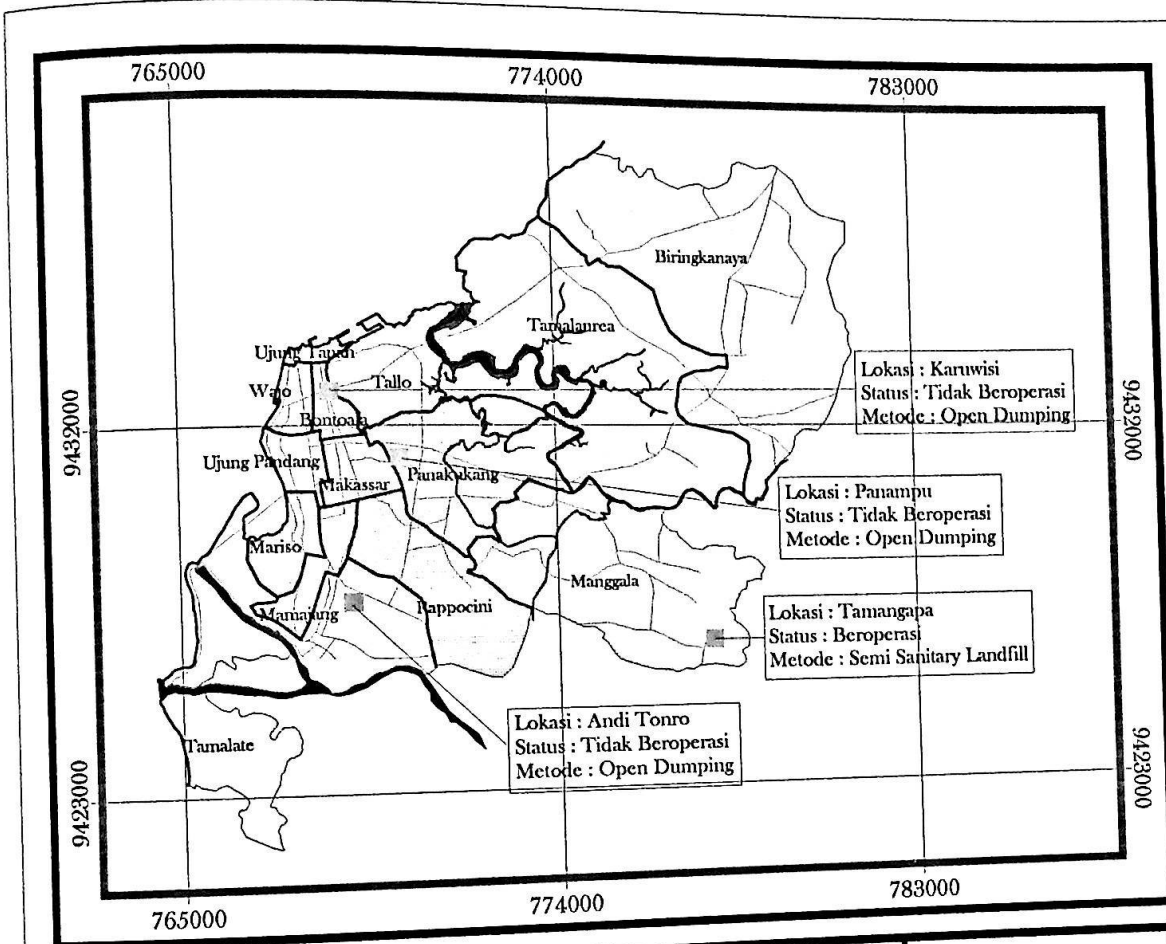 765000
774000
783000
Biringkanaya
Tamalanrea
Ujung Tanah
Tallo
Wajo
Bontoala
Lokasi : Karuwisi
Status : Tidak Beroperasi
Metode : Open Dumping
9432000
9432000
Ujung Pandang
Makassar
Panakukang
Lokasi : Panampu
Status : Tidak Beroperasi
Metode : Open Dumping
Mariso
Manggala
Mamajang
Rappocini
Lokasi : Tamangapa
Status : Beroperasi
Metode : Semi Sanitary Landfill
Lokasi : Andi Tonro
Status : Tidak Beroperasi
Metode : Open Dumping
Tamalate
9423000
9423000
765000
774000
783000